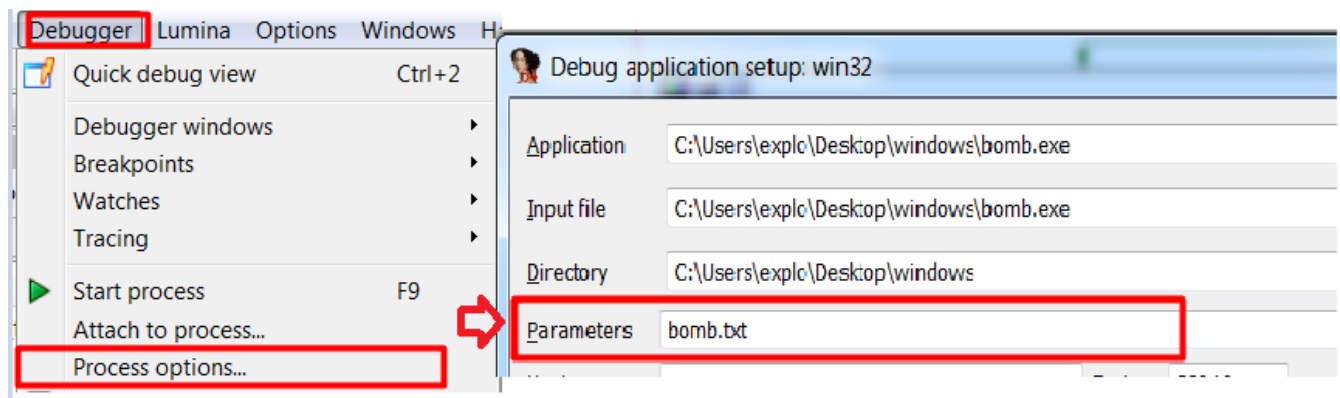 Debugger Lumina Options Windows
Quick debug view Ctrl+2
Debugger windows
Breakpoints
Watches
Tracing
Start process F9
Attach to process...
Process options...
Debug application setup: win32
Application C:\Users\explo\Desktop\windows\bomb.exe
Input file C:\Users\explo\Desktop\windows\bomb.exe
Directory C:\Users\explo\Desktop\windows
Parameters bomb.txt